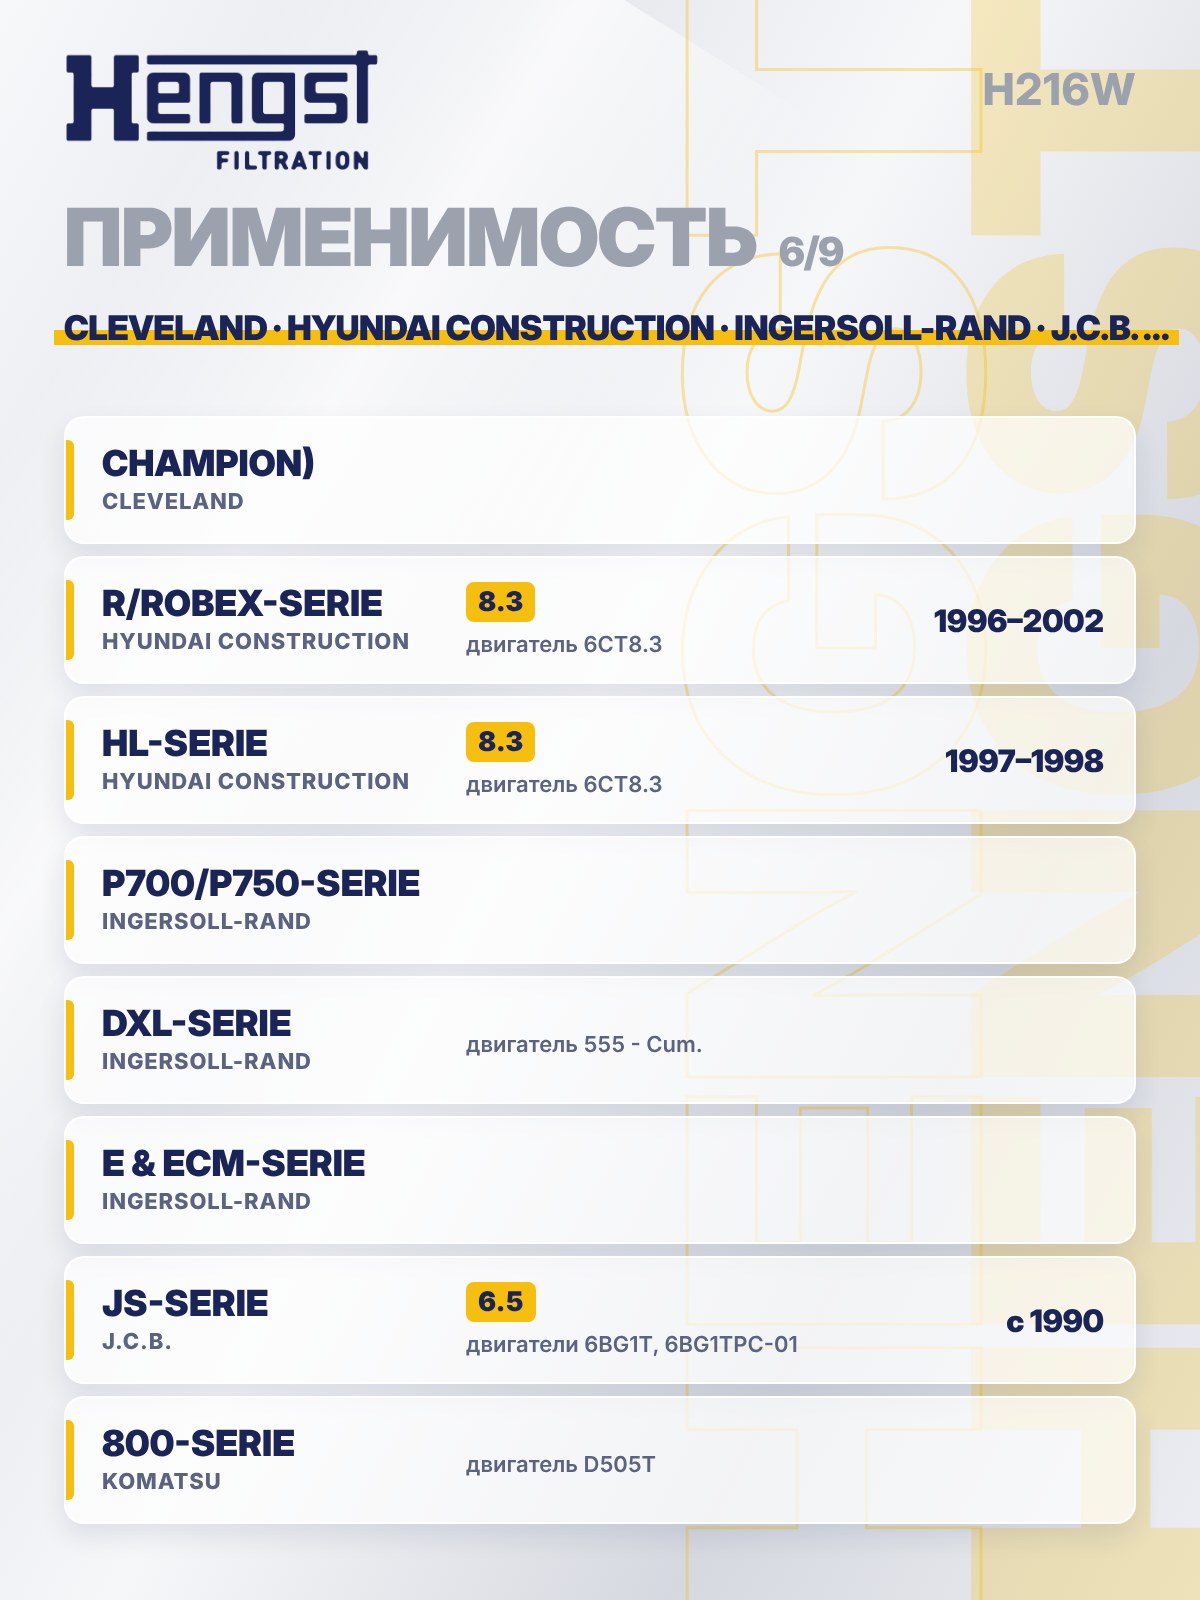 Hengst
FILTRATION
H216W
ПРИМЕНИМОСТЬ 6/9
CLEVELAND · HYUNDAI CONSTRUCTION · INGERSOLL-RAND · J.C.B. ...
CHAMPION)
CLEVELAND
R/ROBEX-SERIE
HYUNDAI CONSTRUCTION
8.3
двигатель 6CT8.3
1996–2002
HL-SERIE
HYUNDAI CONSTRUCTION
8.3
двигатель 6CT8.3
1997–1998
P700/P750-SERIE
INGERSOLL-RAND
DXL-SERIE
INGERSOLL-RAND
двигатель 555 - Cum.
E & ECM-SERIE
INGERSOLL-RAND
JS-SERIE
J.C.B.
6.5
двигатели 6BG1T, 6BG1TPC-01
с 1990
800-SERIE
KOMATSU
двигатель D505T
HENGST
HENGST